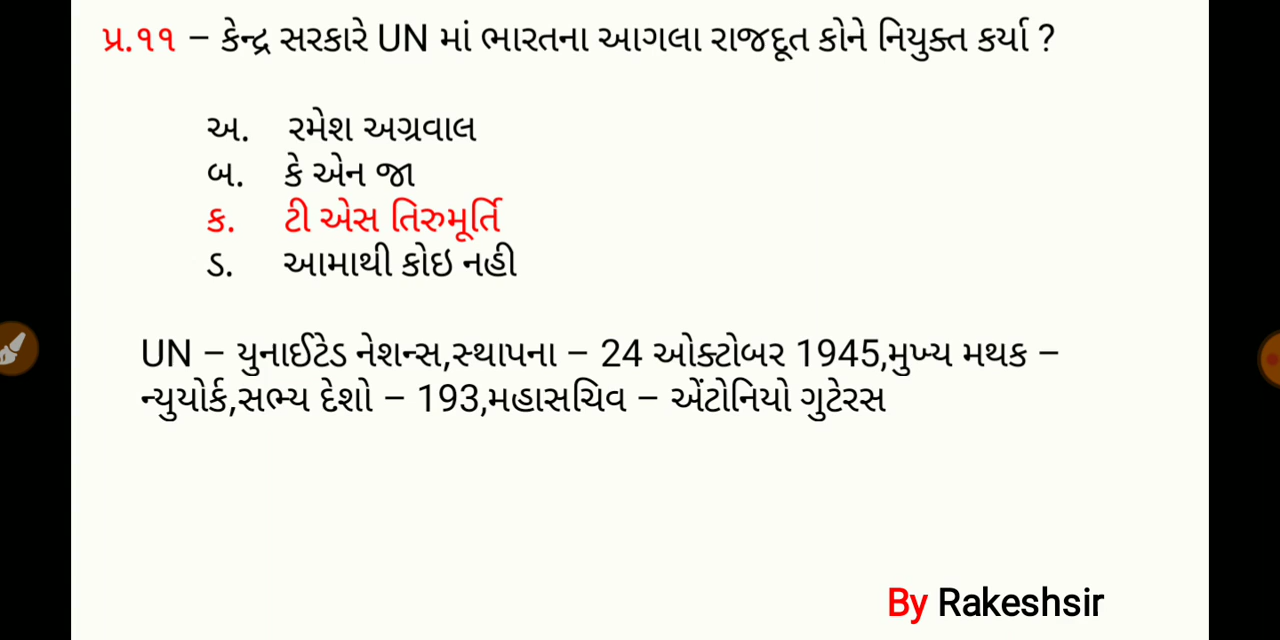 પ્ર.૧૧ – કેન્દ્ર સરકારે UN માં ભારતના આગલા રાજદૂત કોને નિયુક્ત કર્યા ?
અ. રમેશ અગ્રવાલ
બ. કે એન જા
ક. ટી એસ તિરુમૂર્તિ
ડ. આમાથી કોઇ નહી
UN – યુનાઈટેડ નેશન્સ,સ્થાપના – 24 ઓક્ટોબર 1945,મુખ્ય મથક –
ન્યુયોર્ક,સભ્ય દેશો – 193,મહાસચિવ – એંટોનિયો ગુટેરસ
By Rakeshsir